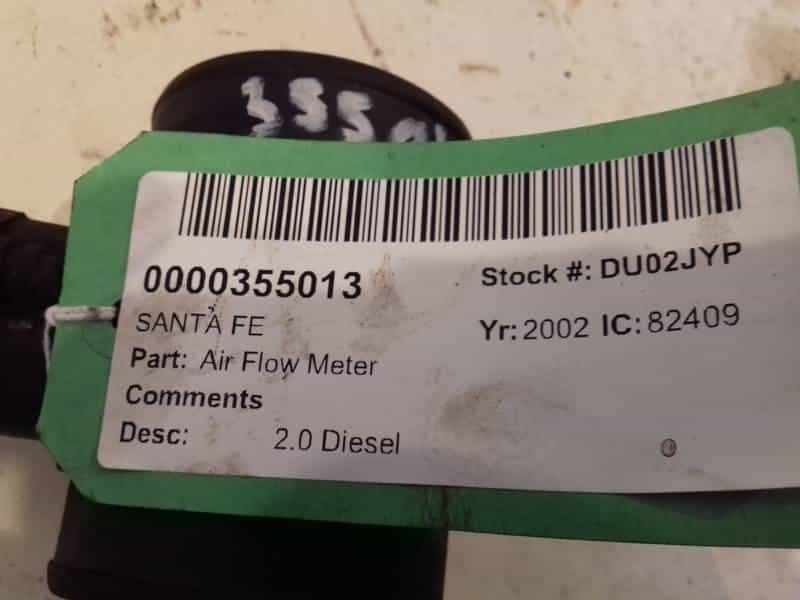 0000355013
Stock #: DU02JYP
SANTA FE
Yr: 2002 IC: 82409
Part: Air Flow Meter
Comments
Desc: 2.0 Diesel